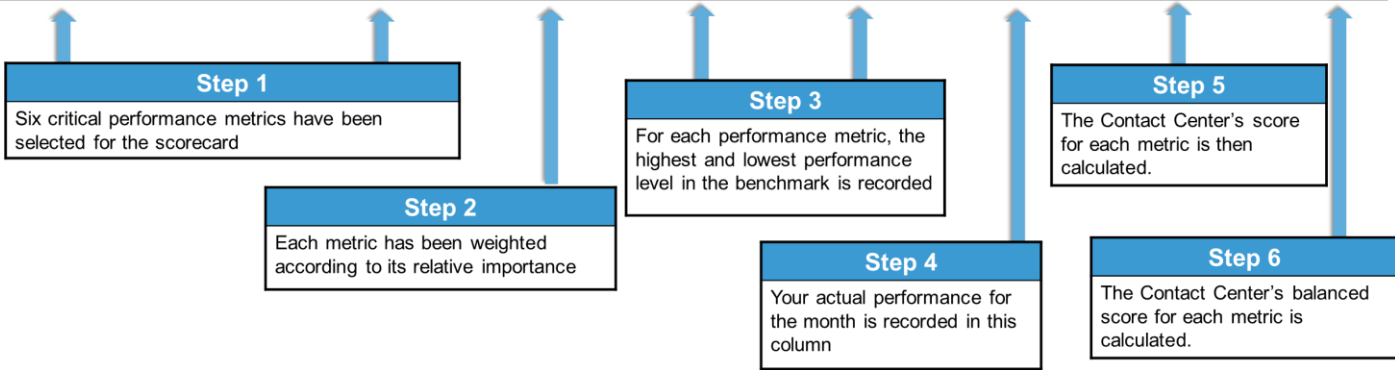 Step 1
Six critical performance metrics have been
selected for the scorecard
Step 2
Each metric has been weighted
according to its relative importance
Step 3
For each performance metric, the
highest and lowest performance
level in the benchmark is recorded
Step 4
Your actual performance for
the month is recorded in this
column
Step 5
The Contact Center’s score
for each metric is then
calculated.
Step 6
The Contact Center’s balanced
score for each metric is
calculated.